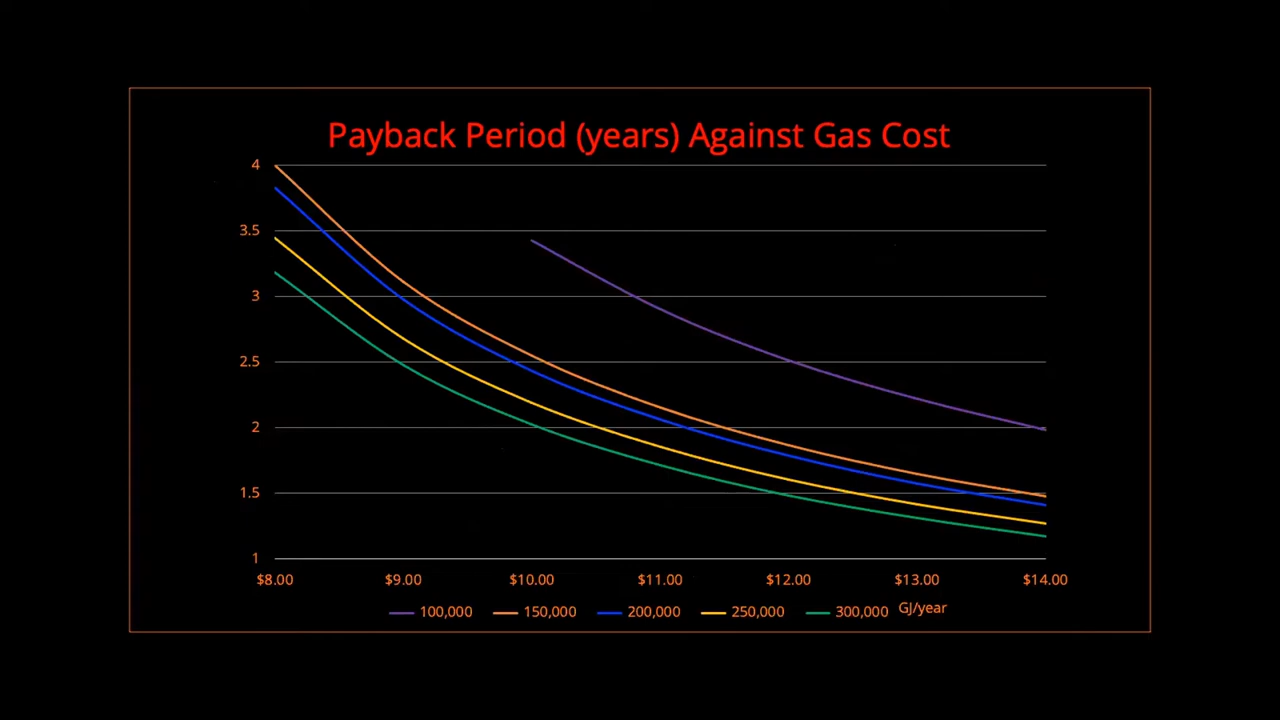 Payback Period (years) Against Gas Cost
4
3.5
3
2.5
2
1.5
1
$8.00 $9.00 $10.00 $11.00 $12.00 $13.00 $14.00
100,000 150,000 200,000 250,000 300,000 GJ/year